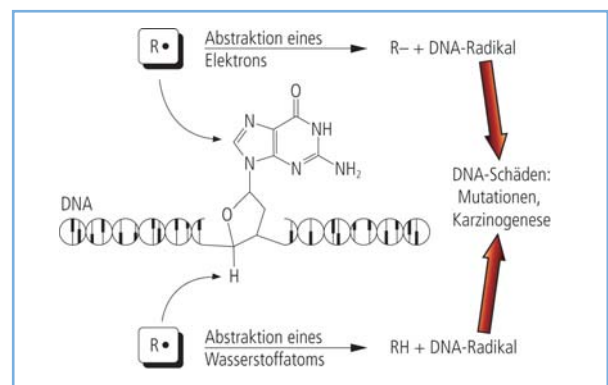 R•
Abstraktion eines
Elektrons
R– + DNA-Radikal
O
N
NH
N
N
NH₂
DNA
O
H
DNA-Schäden:
Mutationen,
Karzinogenese
R•
Abstraktion eines
Wasserstoffatoms
RH + DNA-Radikal